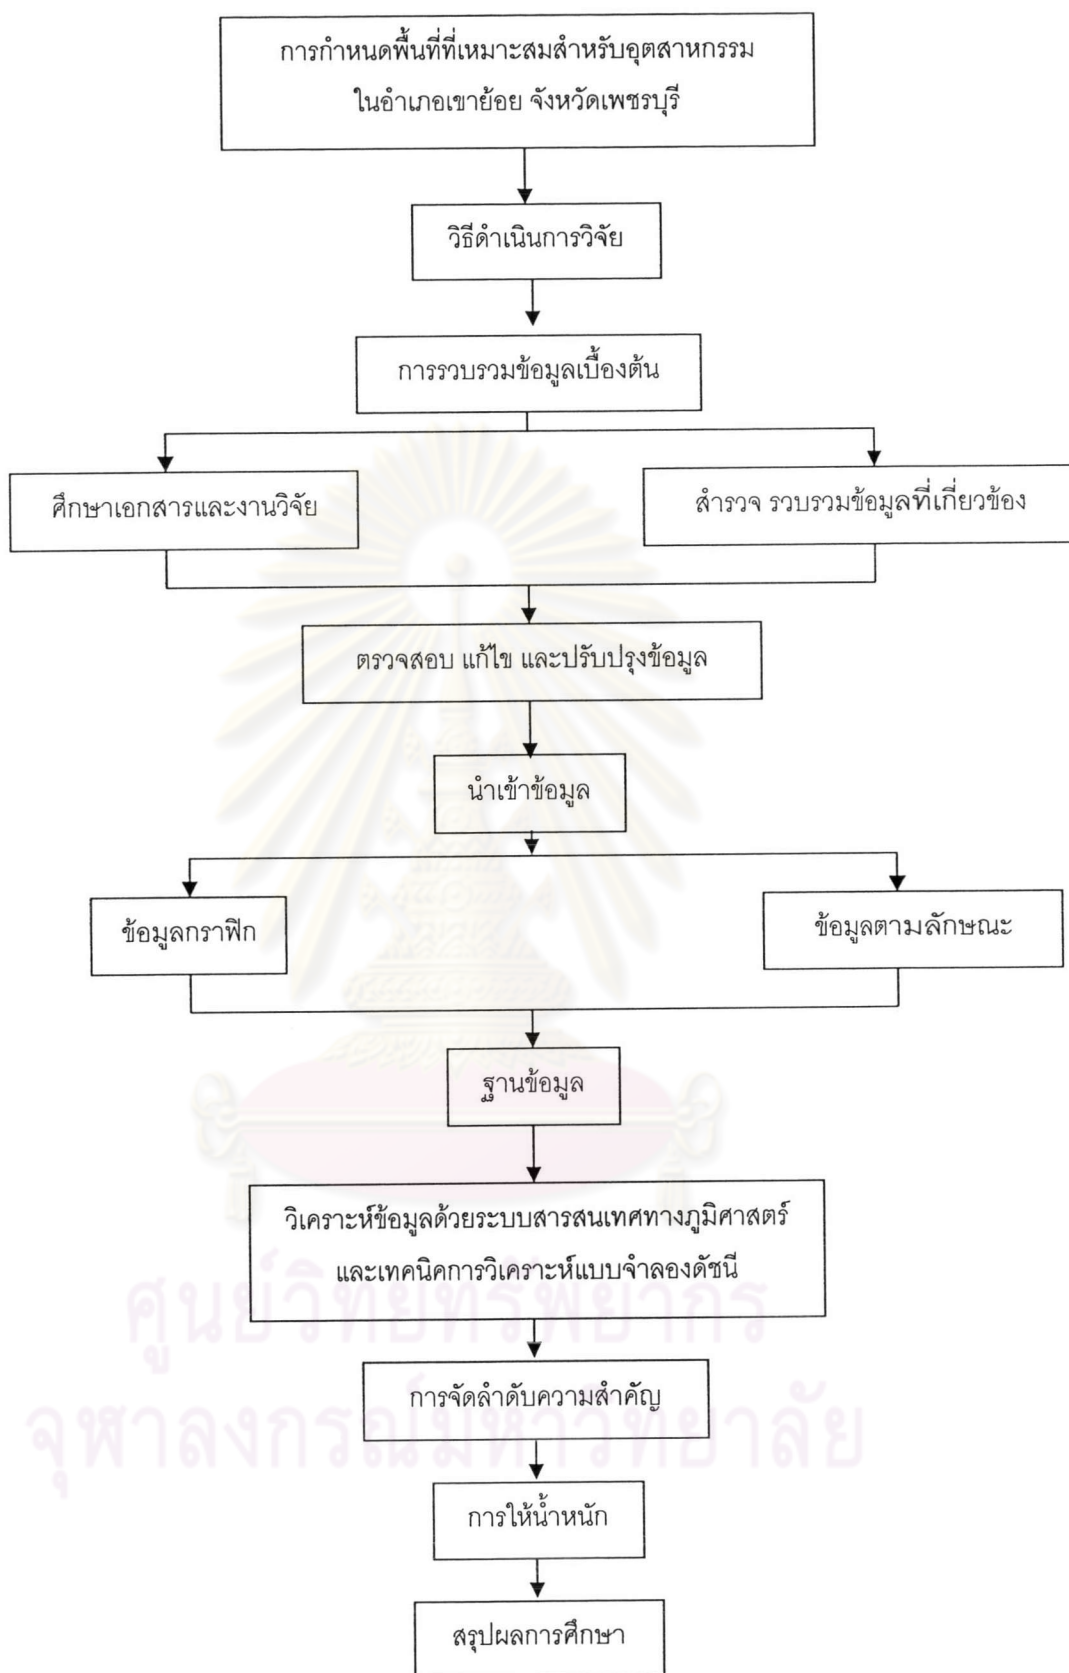 การกำหนดพื้นที่ที่เหมาะสมสำหรับอุตสาหกรรม
ในอำเภอเขาย้อย จังหวัดเพชรบุรี
วิธีดำเนินการวิจัย
การรวบรวมข้อมูลเบื้องต้น
ศึกษาเอกสารและงานวิจัย
สำรวจ รวบรวมข้อมูลที่เกี่ยวข้อง
ตรวจสอบ แก้ไข และปรับปรุงข้อมูล
นำเข้าข้อมูล
ข้อมูลกราฟิก
ข้อมูลตามลักษณะ
ฐานข้อมูล
วิเคราะห์ข้อมูลด้วยระบบสารสนเทศทางภูมิศาสตร์
และเทคนิคการวิเคราะห์แบบจำลองดัชนี
ศูนย์วิทยทรัพยากร
การจัดลำดับความสำคัญ
จุฬาลงกรณ์มหาวิทยาลัย
การให้น้ำหนัก
สรุปผลการศึกษา